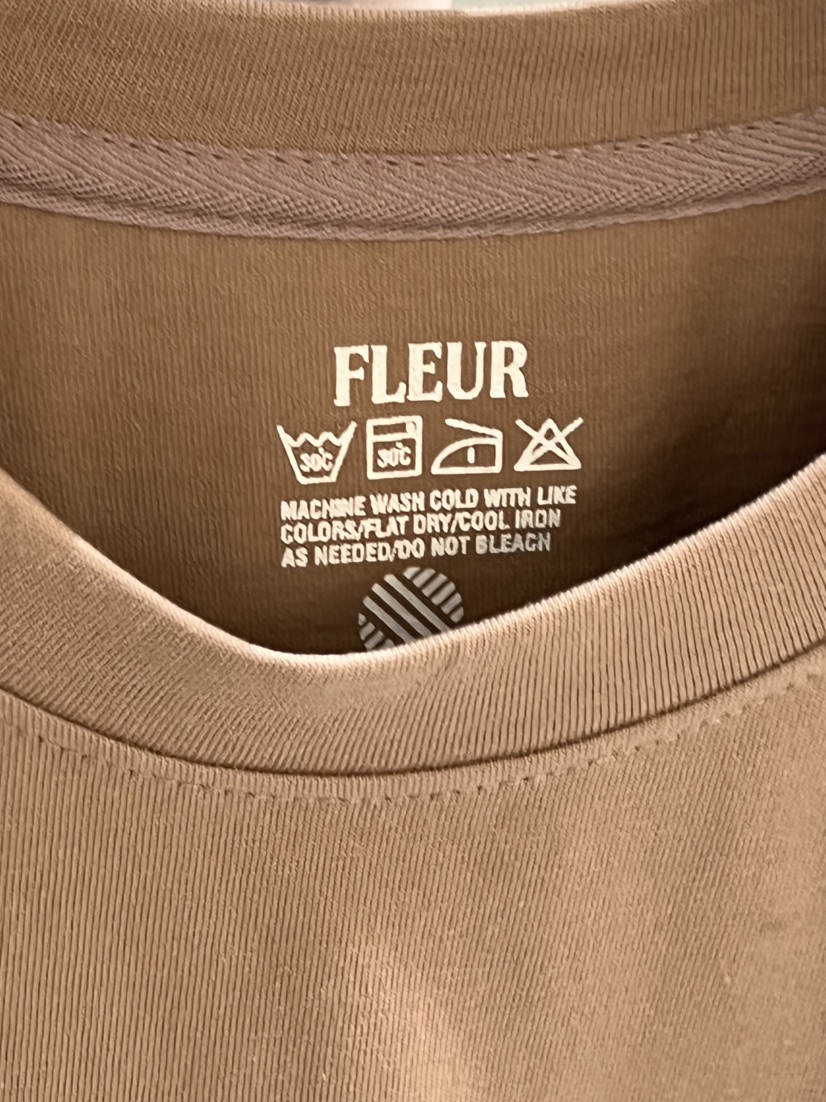 FLEUR
30°C 30°C
MACHINE WASH COLD WITH LIKE
COLORS/FLAT DRY/COOL IRON
AS NEEDED/DO NOT BLEACH